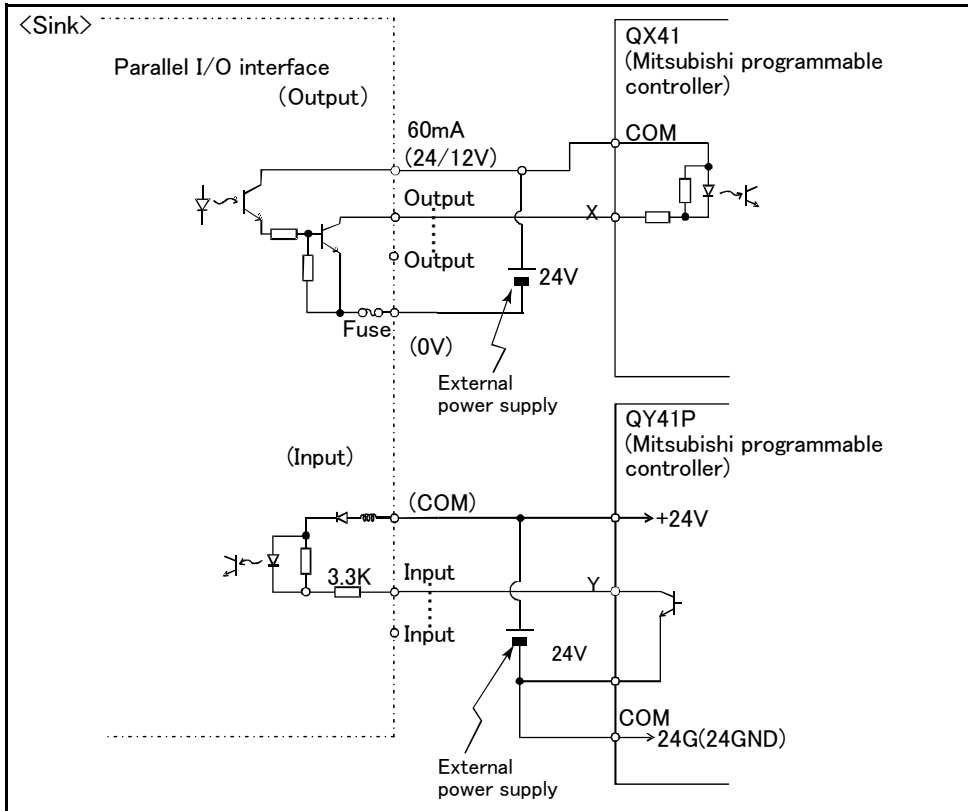 <Sink>
Parallel I/O interface
(Output)
QX41
(Mitsubishi programmable
controller)
60mA
(24/12V)
COM
Output
X
Output
24V
Fuse
(0V)
External
power supply
QY41P
(Mitsubishi programmable
controller)
(Input)
(COM)
+24V
3.3K
Input
Y
Input
24V
COM
24G(24GND)
External
power supply